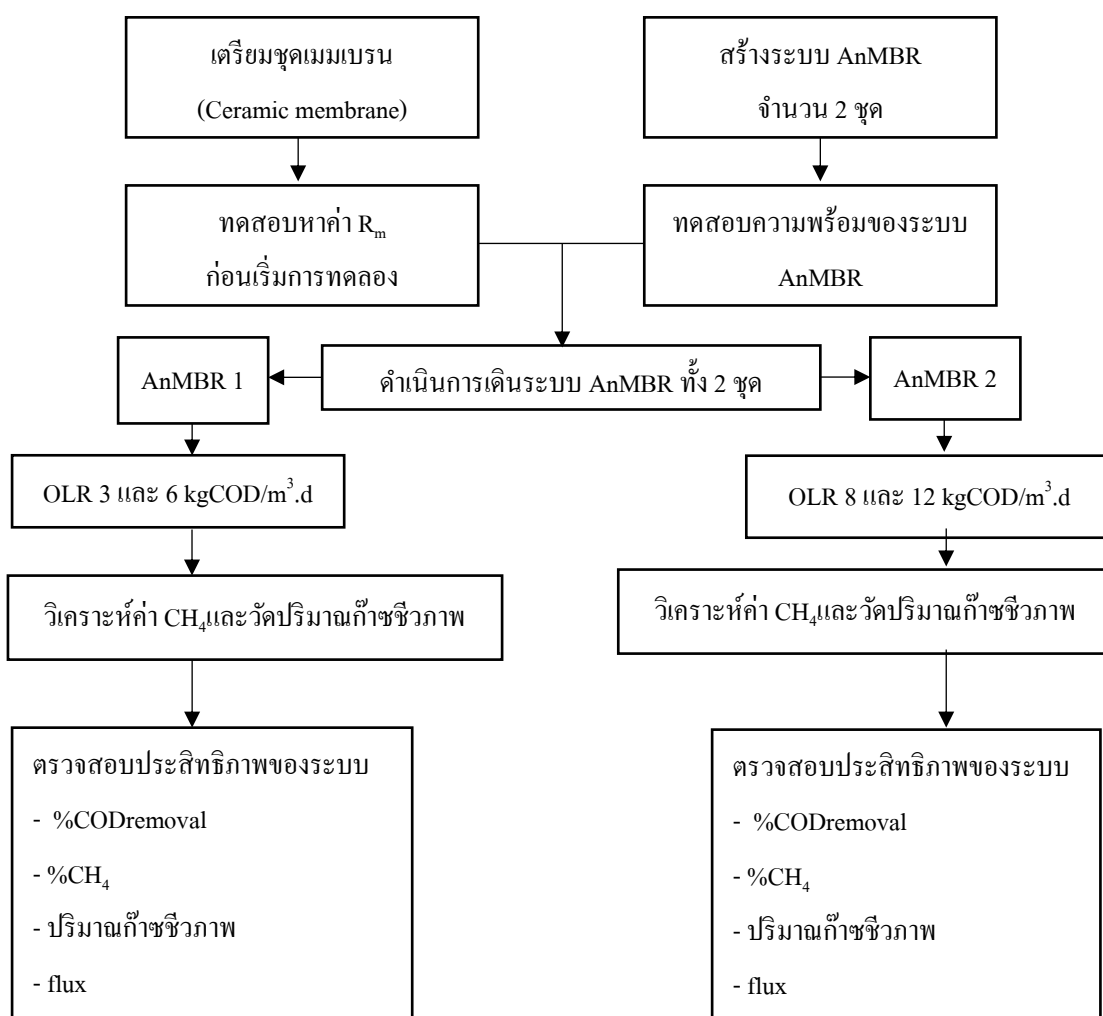 เตรียมชุดเมมเบรน
(Ceramic membrane)
สร้างระบบ AnMBR
จำนวน 2 ชุด
ทดสอบหาค่า Rₘ
ก่อนเริ่มการทดลอง
ทดสอบความพร้อมของระบบ
AnMBR
AnMBR 1
ดำเนินการเดินระบบ AnMBR ทั้ง 2 ชุด
AnMBR 2
OLR 3 และ 6 kgCOD/m³.d
OLR 8 และ 12 kgCOD/m³.d
วิเคราะห์ค่า CH₄และวัดปริมาณก๊าซชีวภาพ
วิเคราะห์ค่า CH₄และวัดปริมาณก๊าซชีวภาพ
ตรวจสอบประสิทธิภาพของระบบ
- %CODremoval
- %CH₄
- ปริมาณก๊าซชีวภาพ
- flux
ตรวจสอบประสิทธิภาพของระบบ
- %CODremoval
- %CH₄
- ปริมาณก๊าซชีวภาพ
- flux